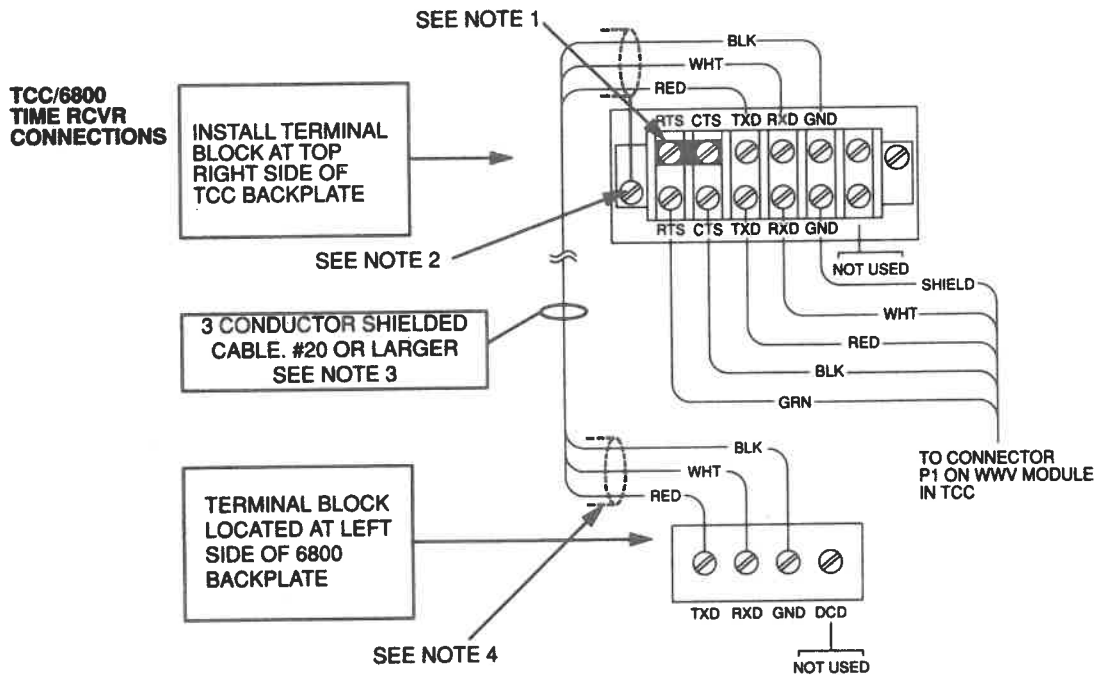 SEE NOTE 1
TCC/6800
TIME RCVR
CONNECTIONS
INSTALL TERMINAL
BLOCK AT TOP
RIGHT SIDE OF
TCC BACKPLATE
BLK
WHT
RED
RTS CTS TXD RXD GND
RTS CTS TXD RXD GND
NOT USED
SEE NOTE 2
SHIELD
WHT
RED
BLK
GRN
3 CONDUCTOR SHIELDED
CABLE. #20 OR LARGER
SEE NOTE 3
TO CONNECTOR
P1 ON WWV MODULE
IN TCC
BLK
WHT
RED
TERMINAL BLOCK
LOCATED AT LEFT
SIDE OF 6800
BACKPLATE
TXD RXD GND DCD
NOT USED
SEE NOTE 4